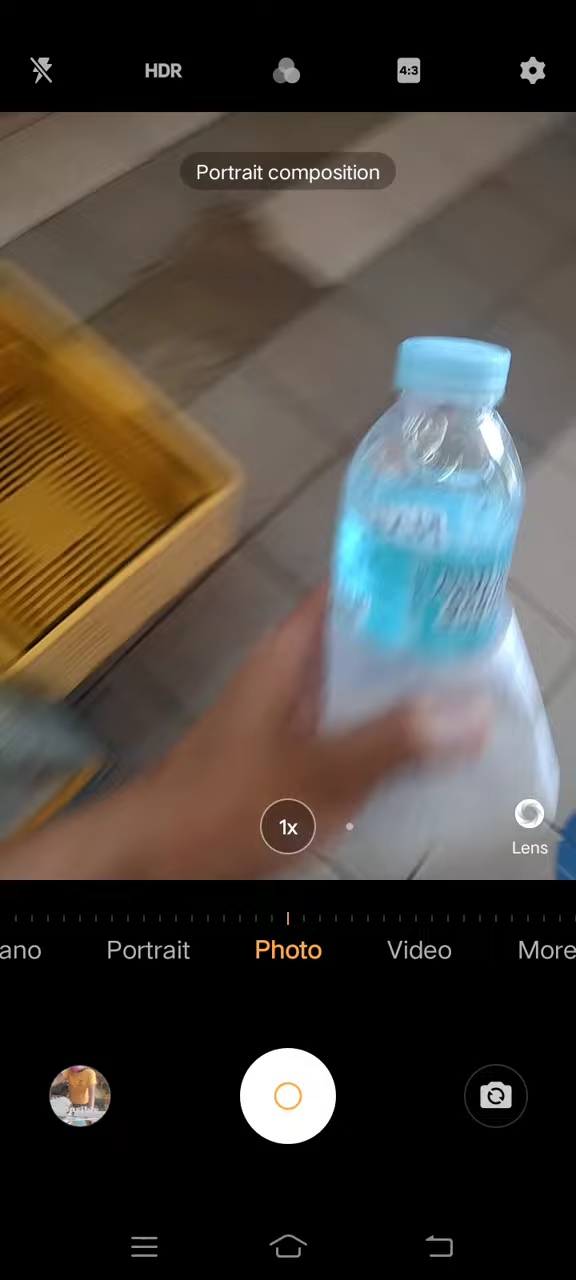 HDR
4:3
Portrait composition
1x
Lens
ano
Portrait
Photo
Video
More